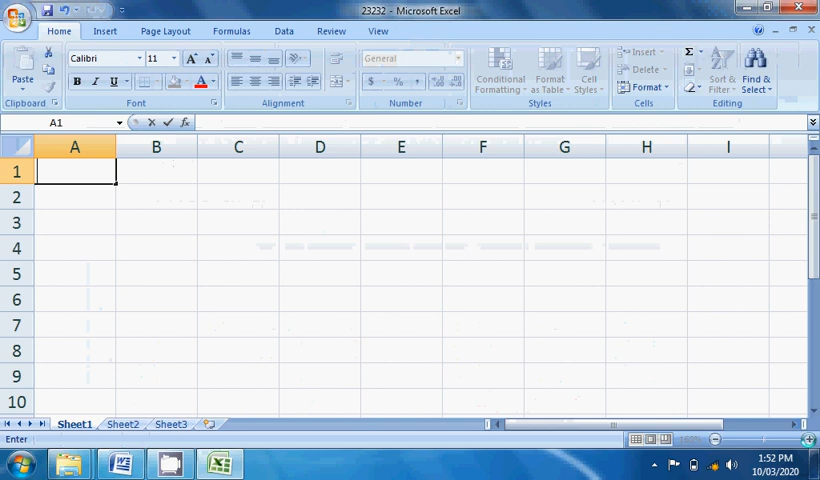 23232 - Microsoft Excel
Home Insert Page Layout Formulas Data Review View
Paste
Calibri 11
A A
B I U
A
General
$ % ,
Conditional Formatting
Format as Table
Cell Styles
Insert
Delete
Format
Σ
Sort & Filter
Find & Select
Clipboard Font Alignment Number Styles Cells Editing
A1 fx
A B C D E F G H I
1
2
3
4
5
6
7
8
9
10
Sheet1 Sheet2 Sheet3
Enter
1:52 PM
10/03/2020